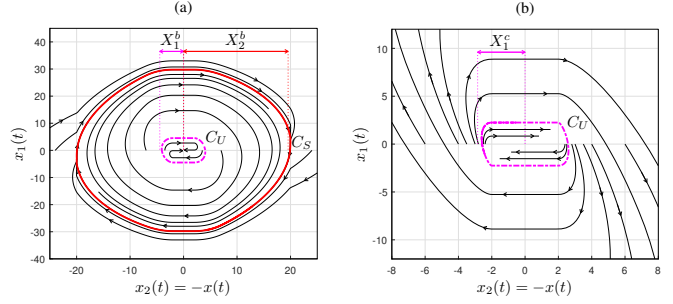 (a)
(b)
X_1^b
X_2^b
X_1^c
45
40
30
20
10
0
-10
-20
-30
-40
x_1(t)
C_U
C_S
-20
-10
0
10
20
x_2(t) = −x(t)
10
5
0
-5
-10
x_1(t)
C_U
-8
-6
-4
-2
0
2
4
6
8
x_2(t) = −x(t)